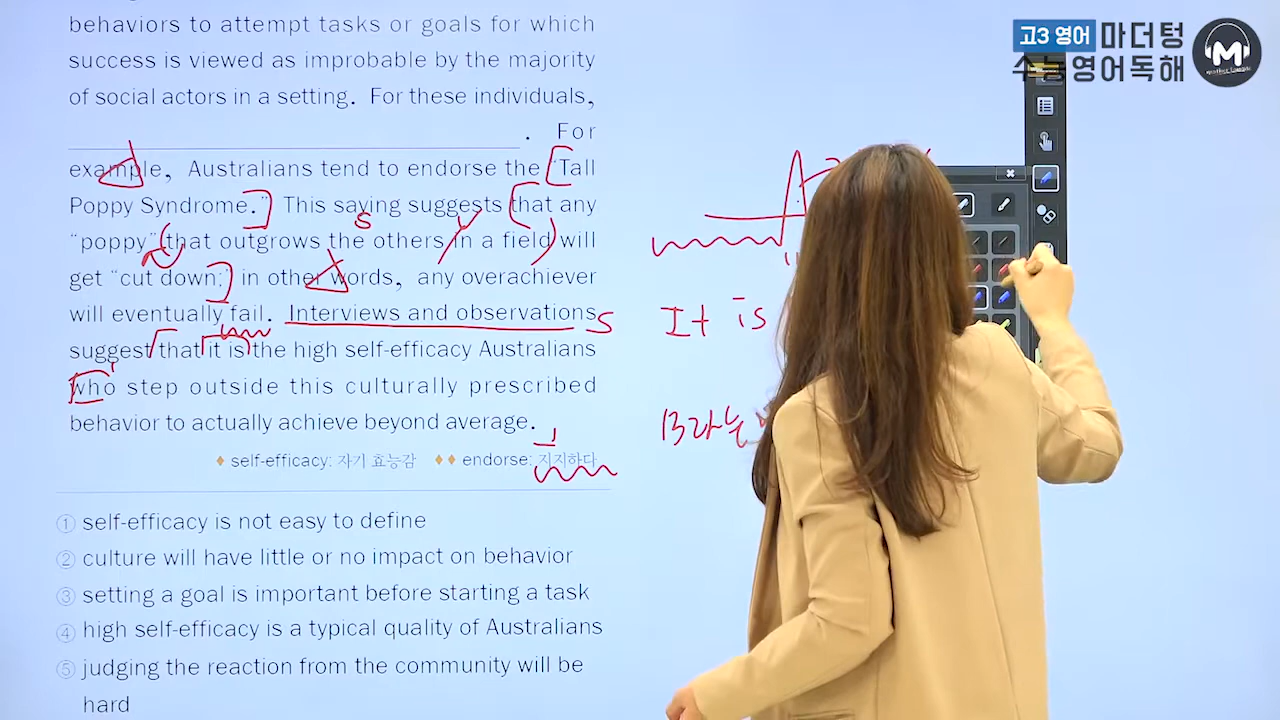 behaviors to attempt tasks or goals for which
success is viewed as improbable by the majority
of social actors in a setting. For these individuals,
. For
example, Australians tend to endorse the “Tall
Poppy Syndrome.” This saying suggests that any
“poppy” that outgrows the others in a field will
get “cut down;” in other words, any overachiever
will eventually fail. Interviews and observations
suggest that it is the high self-efficacy Australians
who step outside this culturally prescribed
behavior to actually achieve beyond average.
self-efficacy: 자기 효능감 endorse: 지지하다
① self-efficacy is not easy to define
② culture will have little or no impact on behavior
③ setting a goal is important before starting a task
④ high self-efficacy is a typical quality of Australians
⑤ judging the reaction from the community will be
hard
S
S
It is
B라는
고3 영어 마더텅
수능영어독해
M